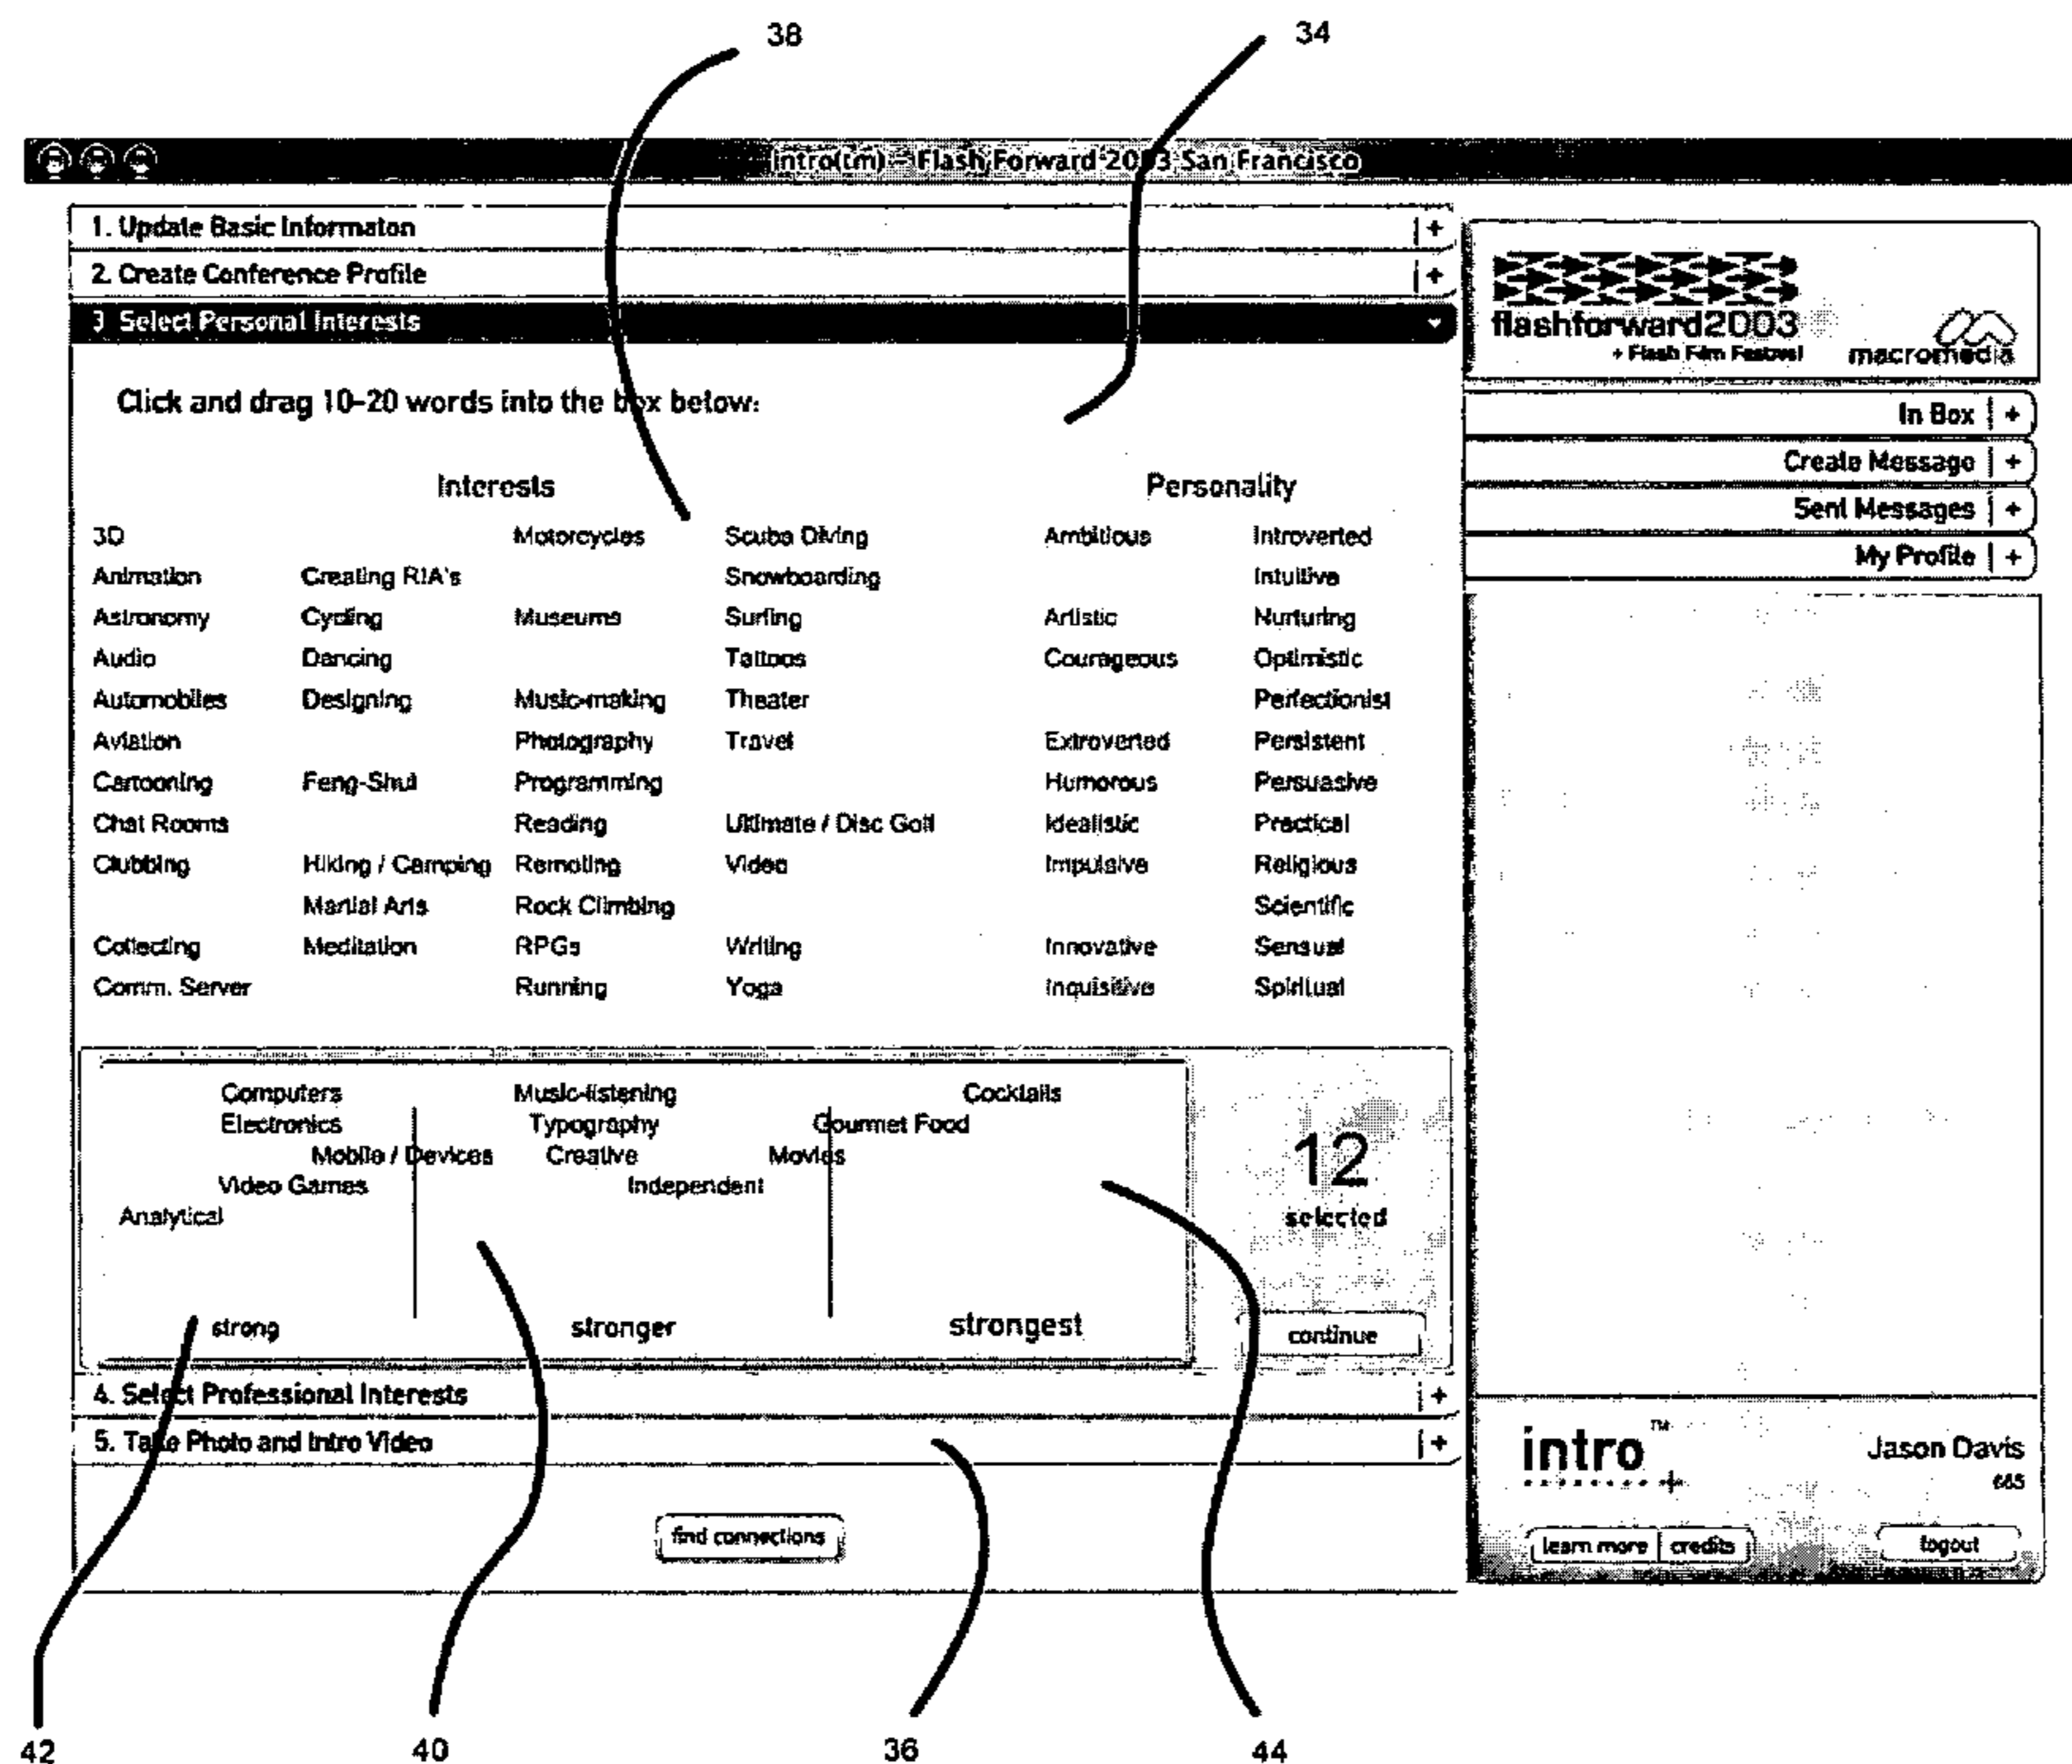 38 34
intro(tm) – Flash Forward 2003 San Francisco
1. Update Basic Informaton +
2. Create Conference Profile +
3 Select Personal Interests
Click and drag 10-20 words into the box below:
Interests Personality
3D Motorcycles Scuba Diving Ambitious Introverted
Animation Creating RIA's Snowboarding Intuitive
Astronomy Cycling Museums Surfing Artistic Nurturing
Audio Dancing Tattoos Courageous Optimistic
Automobiles Designing Music-making Theater Perfectionist
Aviation Photography Travel Extroverted Persistent
Cartooning Feng-Shui Programming Humorous Persuasive
Chat Rooms Reading Ultimate / Disc Golf Idealistic Practical
Clubbing Hiking / Camping Remoting Video Impulsive Religious
Martial Arts Rock Climbing Scientific
Collecting Meditation RPGs Writing Innovative Sensual
Comm. Server Running Yoga Inquisitive Spiritual
Computers Music-listening Cocktails
Electronics Typography Gourmet Food
Mobile / Devices Creative Movies
Video Games Independent
Analytical
strong stronger strongest
12
selected
continue
4. Select Professional Interests +
5. Take Photo and Intro Video +
find connections
flashforward2003
+ Flash Film Festival
macromedia
In Box +
Create Message +
Sent Messages +
My Profile +
intro™
Jason Davis
665
learn more credits logout
42 40 36 44